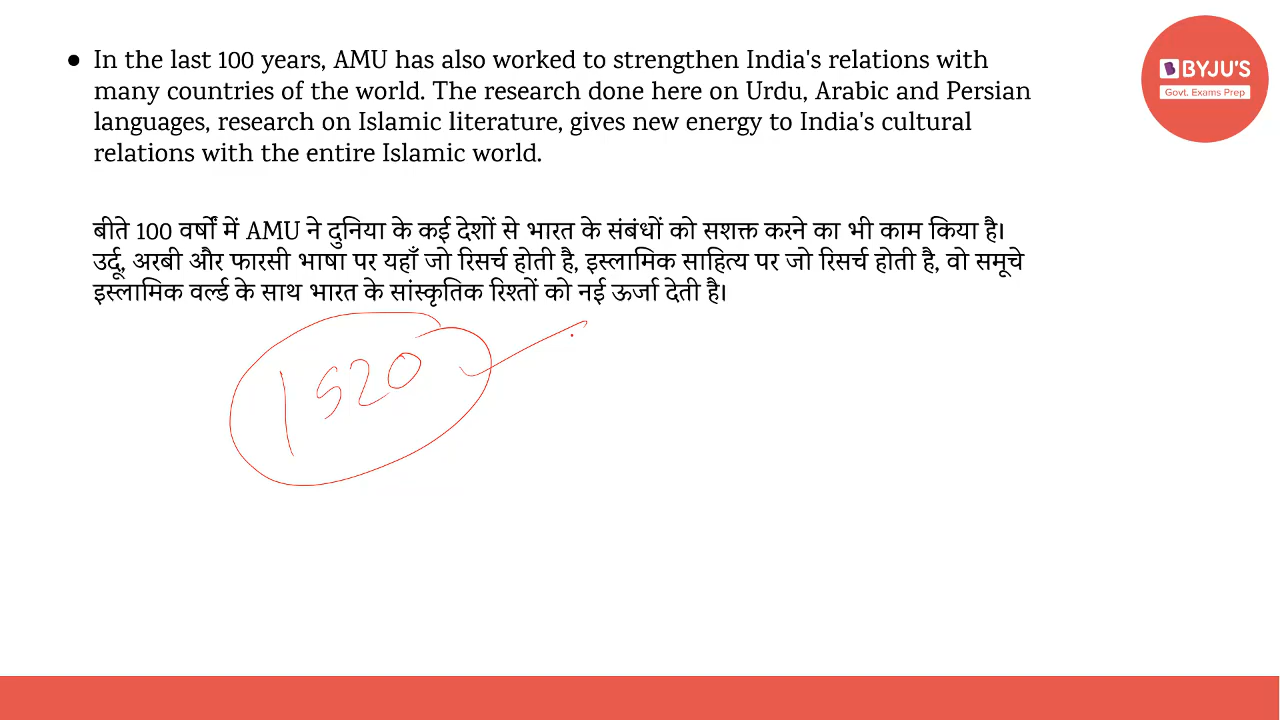 ● In the last 100 years, AMU has also worked to strengthen India's relations with
many countries of the world. The research done here on Urdu, Arabic and Persian
languages, research on Islamic literature, gives new energy to India's cultural
relations with the entire Islamic world.
बीते 100 वर्षों में AMU ने दुनिया के कई देशों से भारत के संबंधों को सशक्त करने का भी काम किया है।
उर्दू, अरबी और फारसी भाषा पर यहाँ जो रिसर्च होती है, इस्लामिक साहित्य पर जो रिसर्च होती है, वो समूचे
इस्लामिक वर्ल्ड के साथ भारत के सांस्कृतिक रिश्तों को नई ऊर्जा देती है।
1920
BYJU'S
Govt. Exams Prep